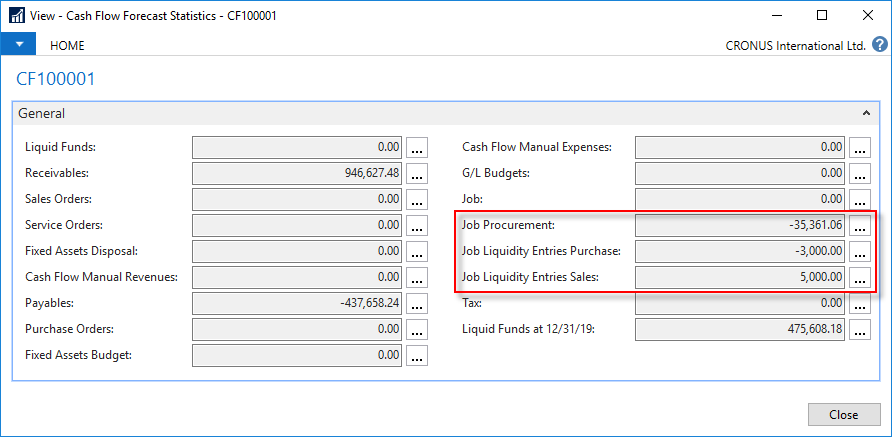 View - Cash Flow Forecast Statistics - CF100001
HOME
CRONUS International Ltd. ?
CF100001
General
Liquid Funds: 0.00 ...
Receivables: 946,627.48 ...
Sales Orders: 0.00 ...
Service Orders: 0.00 ...
Fixed Assets Disposal: 0.00 ...
Cash Flow Manual Revenues: 0.00 ...
Payables: -437,658.24 ...
Purchase Orders: 0.00 ...
Fixed Assets Budget: 0.00 ...
Cash Flow Manual Expenses: 0.00 ...
G/L Budgets: 0.00 ...
Job: 0.00 ...
Job Procurement: -35,361.06 ...
Job Liquidity Entries Purchase: -3,000.00 ...
Job Liquidity Entries Sales: 5,000.00 ...
Tax: 0.00 ...
Liquid Funds at 12/31/19: 475,608.18 ...
Close